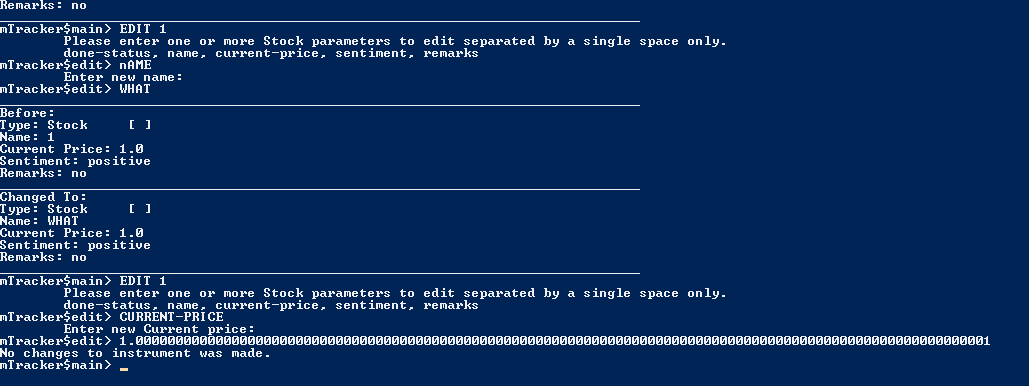 Remarks: no
mTracker$main> EDIT 1
Please enter one or more Stock parameters to edit separated by a single space only.
done-status, name, current-price, sentiment, remarks
mTracker$edit> nAME
Enter new name:
mTracker$edit> WHAT
Before:
Type: Stock [ ]
Name: 1
Current Price: 1.0
Sentiment: positive
Remarks: no
Changed To:
Type: Stock [ ]
Name: WHAT
Current Price: 1.0
Sentiment: positive
Remarks: no
mTracker$main> EDIT 1
Please enter one or more Stock parameters to edit separated by a single space only.
done-status, name, current-price, sentiment, remarks
mTracker$edit> CURRENT-PRICE
Enter new Current price:
mTracker$edit> 1.00000000000000000000000000000000000000000000000000000000000000000000000000000000000000000000000000000000001
No changes to instrument was made.
mTracker$main>